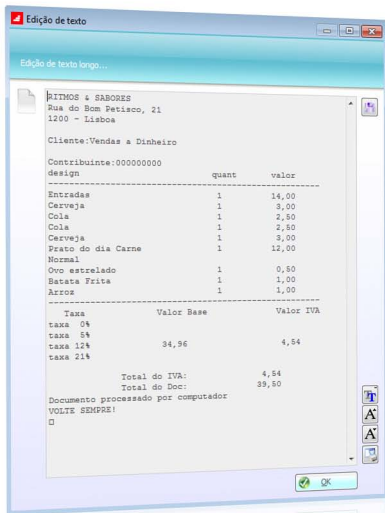 Edição de texto
Edição de texto longo...
RITMOS & SABORES
Rua do Bom Petisco, 21
1200 - Lisboa
Cliente:Vendas a Dinheiro
Contribuinte:000000000
design quant valor
Entradas 1 14,00
Cerveja 1 3,00
Cola 1 2,50
Cola 1 2,50
Cerveja 1 3,00
Prato do dia Carne 1 12,00
Normal
Ovo estrelado 1 0,50
Batata Frita 1 1,00
Arroz 1 1,00
Taxa Valor Base Valor IVA
taxa 0%
taxa 5%
taxa 12% 34,96 4,54
taxa 21%
Total do IVA: 4,54
Total do Doc: 39,50
Documento processado por computador
VOLTE SEMPRE!
OK